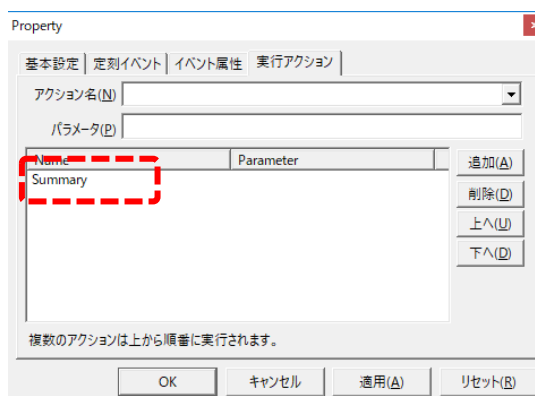 Property
基本設定 定刻イベント イベント属性 実行アクション
アクション名(N)
パラメータ(P)
Name Parameter
Summary
追加(A)
削除(D)
上へ(U)
下へ(D)
複数のアクションは上から順番に実行されます。
OK キャンセル 適用(A) リセット(R)